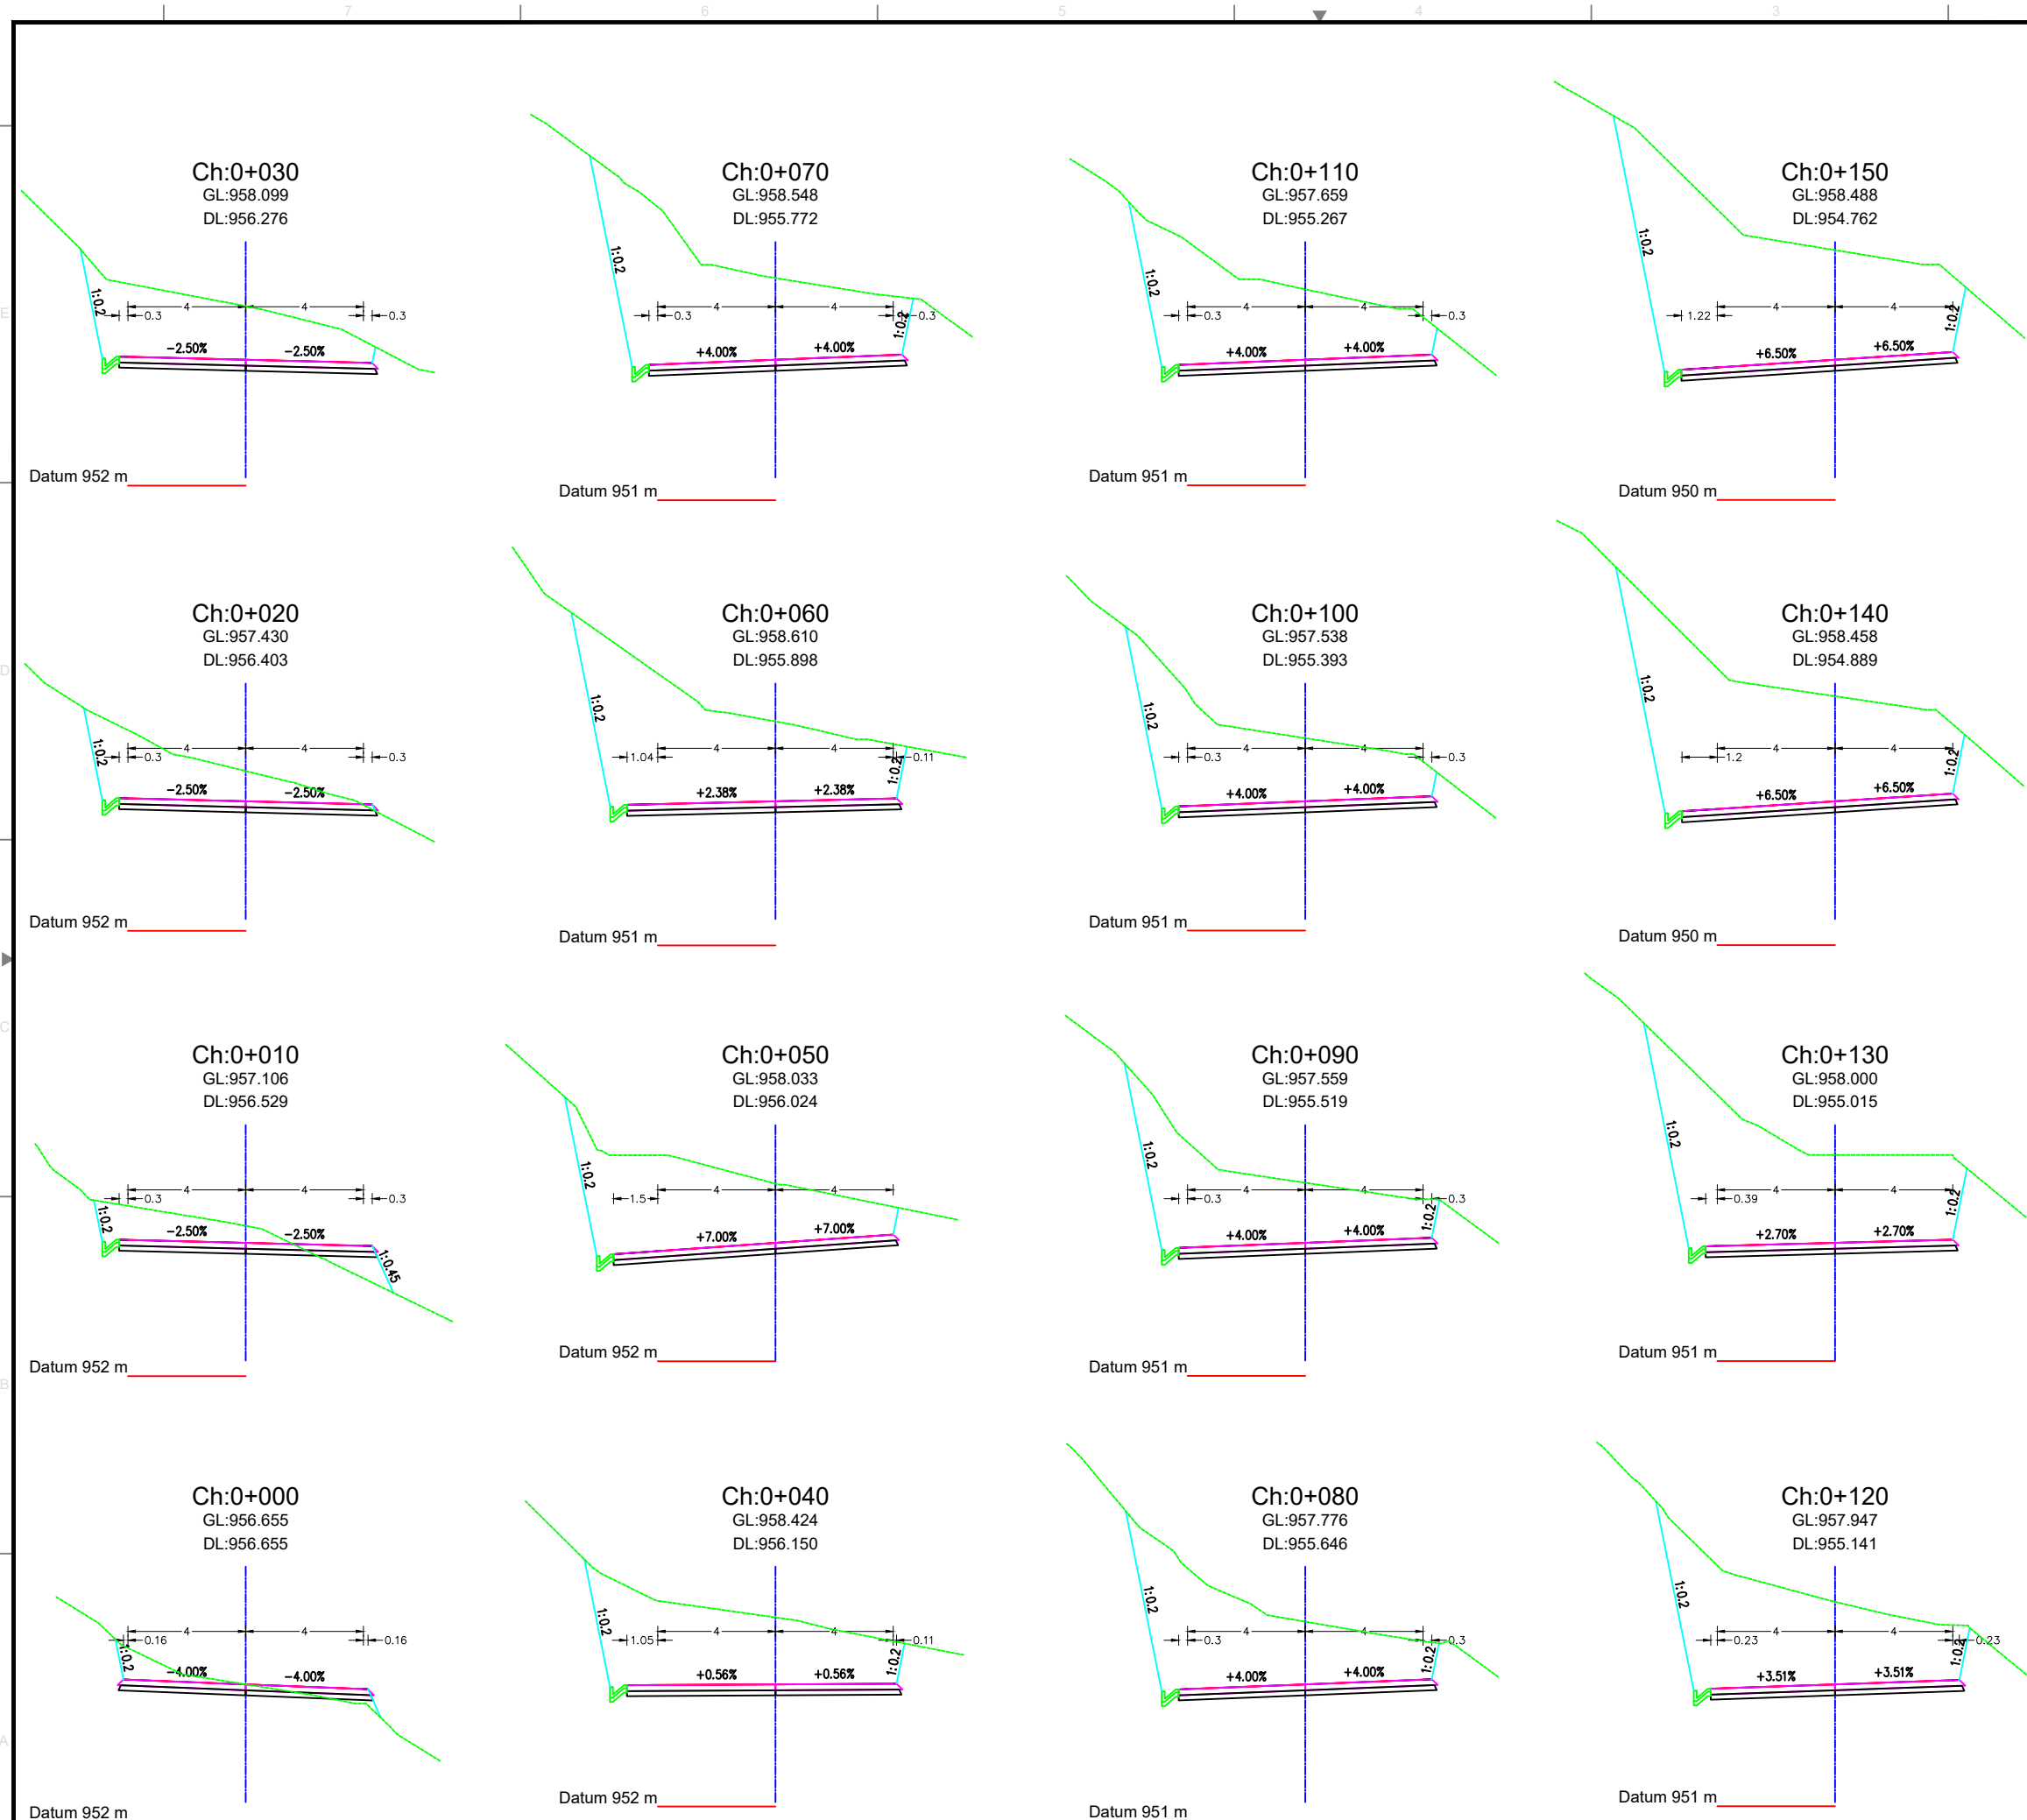 7 6 5 4 3
Ch:0+030
GL:958.099
DL:956.276
1:0.2
4 4
0.3 0.3
-2.50% -2.50%
Datum 952 m
Ch:0+070
GL:958.548
DL:955.772
1:0.2
4 4
0.3 0.3
1:0.2
+4.00% +4.00%
Datum 951 m
Ch:0+110
GL:957.659
DL:955.267
1:0.2
4 4
0.3 0.3
+4.00% +4.00%
Datum 951 m
Ch:0+150
GL:958.488
DL:954.762
1:0.2
4 4
1.22
1:0.2
+6.50% +6.50%
Datum 950 m
E
Ch:0+020
GL:957.430
DL:956.403
1:0.2
4 4
0.3 0.3
-2.50% -2.50%
Datum 952 m
Ch:0+060
GL:958.610
DL:955.898
1:0.2
4 4
1.04 0.11
1:0.2
+2.38% +2.38%
Datum 951 m
Ch:0+100
GL:957.538
DL:955.393
1:0.2
4 4
0.3 0.3
+4.00% +4.00%
Datum 951 m
Ch:0+140
GL:958.458
DL:954.889
1:0.2
4 4
1.2
1:0.2
+6.50% +6.50%
Datum 950 m
D
Ch:0+010
GL:957.106
DL:956.529
1:0.2
4 4
0.3 0.3
-2.50% -2.50%
1:0.45
Datum 952 m
Ch:0+050
GL:958.033
DL:956.024
1:0.2
4 4
1.5
+7.00% +7.00%
Datum 952 m
Ch:0+090
GL:957.559
DL:955.519
1:0.2
4 4
0.3 0.3
1:0.2
+4.00% +4.00%
Datum 951 m
Ch:0+130
GL:958.000
DL:955.015
1:0.2
4 4
0.39
1:0.2
+2.70% +2.70%
Datum 951 m
C
B
Ch:0+000
GL:956.655
DL:956.655
4 4
0.16 0.16
1:0.2
-4.00% -4.00%
Datum 952 m
Ch:0+040
GL:958.424
DL:956.150
1:0.2
4 4
1.05 0.11
1:0.2
+0.56% +0.56%
Datum 952 m
Ch:0+080
GL:957.776
DL:955.646
1:0.2
4 4
0.3 0.3
1:0.2
+4.00% +4.00%
Datum 951 m
Ch:0+120
GL:957.947
DL:955.141
1:0.2
4 4
0.23 0.23
1:0.2
+3.51% +3.51%
Datum 951 m
A